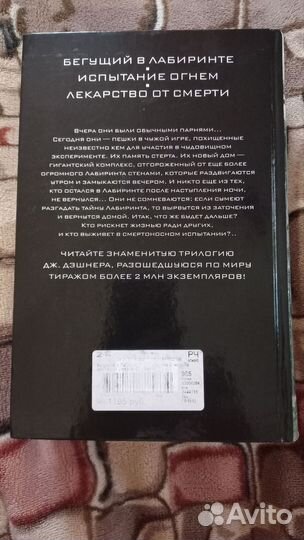 БЕГУЩИЙ В ЛАБИРИНТЕ
ИСПЫТАНИЕ ОГНЕМ
ЛЕКАРСТВО ОТ СМЕРТИ
ВЧЕРА ОНИ БЫЛИ ОБЫЧНЫМИ ПАРНЯМИ...
СЕГОДНЯ ОНИ — ПЕШКИ В ЧУЖОЙ ИГРЕ, ПОХИЩЕННЫЕ
НЕИЗВЕСТНО КЕМ ДЛЯ УЧАСТИЯ В ЧУДОВИЩНОМ
ЭКСПЕРИМЕНТЕ. ИХ ПАМЯТЬ СТЕРТА. ИХ НОВЫЙ ДОМ —
ГИГАНТСКИЙ КОМПЛЕКС, ОТГОРОЖЕННЫЙ ОТ ЕЩЕ БОЛЕЕ
ОГРОМНОГО ЛАБИРИНТА СТЕНАМИ, КОТОРЫЕ РАЗДВИГАЮТСЯ
УТРОМ И ЗАМЫКАЮТСЯ ВЕЧЕРОМ. И НИКТО ЕЩЕ ИЗ ТЕХ,
КТО ОСТАЛСЯ В ЛАБИРИНТЕ ПОСЛЕ НАСТУПЛЕНИЯ НОЧИ,
НЕ ВЕРНУЛСЯ... ОНИ НЕ СОМНЕВАЮТСЯ: ЕСЛИ СУМЕЮТ
РАЗГАДАТЬ ТАЙНЫ ЛАБИРИНТА, ТО ВЫРВУТСЯ ИЗ ЗАТОЧЕНИЯ
И ВЕРНУТСЯ ДОМОЙ. ИТАК, ЧТО ЖЕ БУДЕТ ДАЛЬШЕ?
КТО РИСКНЕТ ЖИЗНЬЮ РАДИ ДРУГИХ,
И КТО ВЫЖИВЕТ В СМЕРТОНОСНОМ ИСПЫТАНИИ?..
ЧИТАЙТЕ ЗНАМЕНИТУЮ ТРИЛОГИЮ
ДЖ. ДЭШНЕРА, РАЗОШЕДШУЮСЯ ПО МИРУ
ТИРАЖОМ БОЛЕЕ 2 МЛН ЭКЗЕМПЛЯРОВ!
РЧ
1195 руб.
Avito